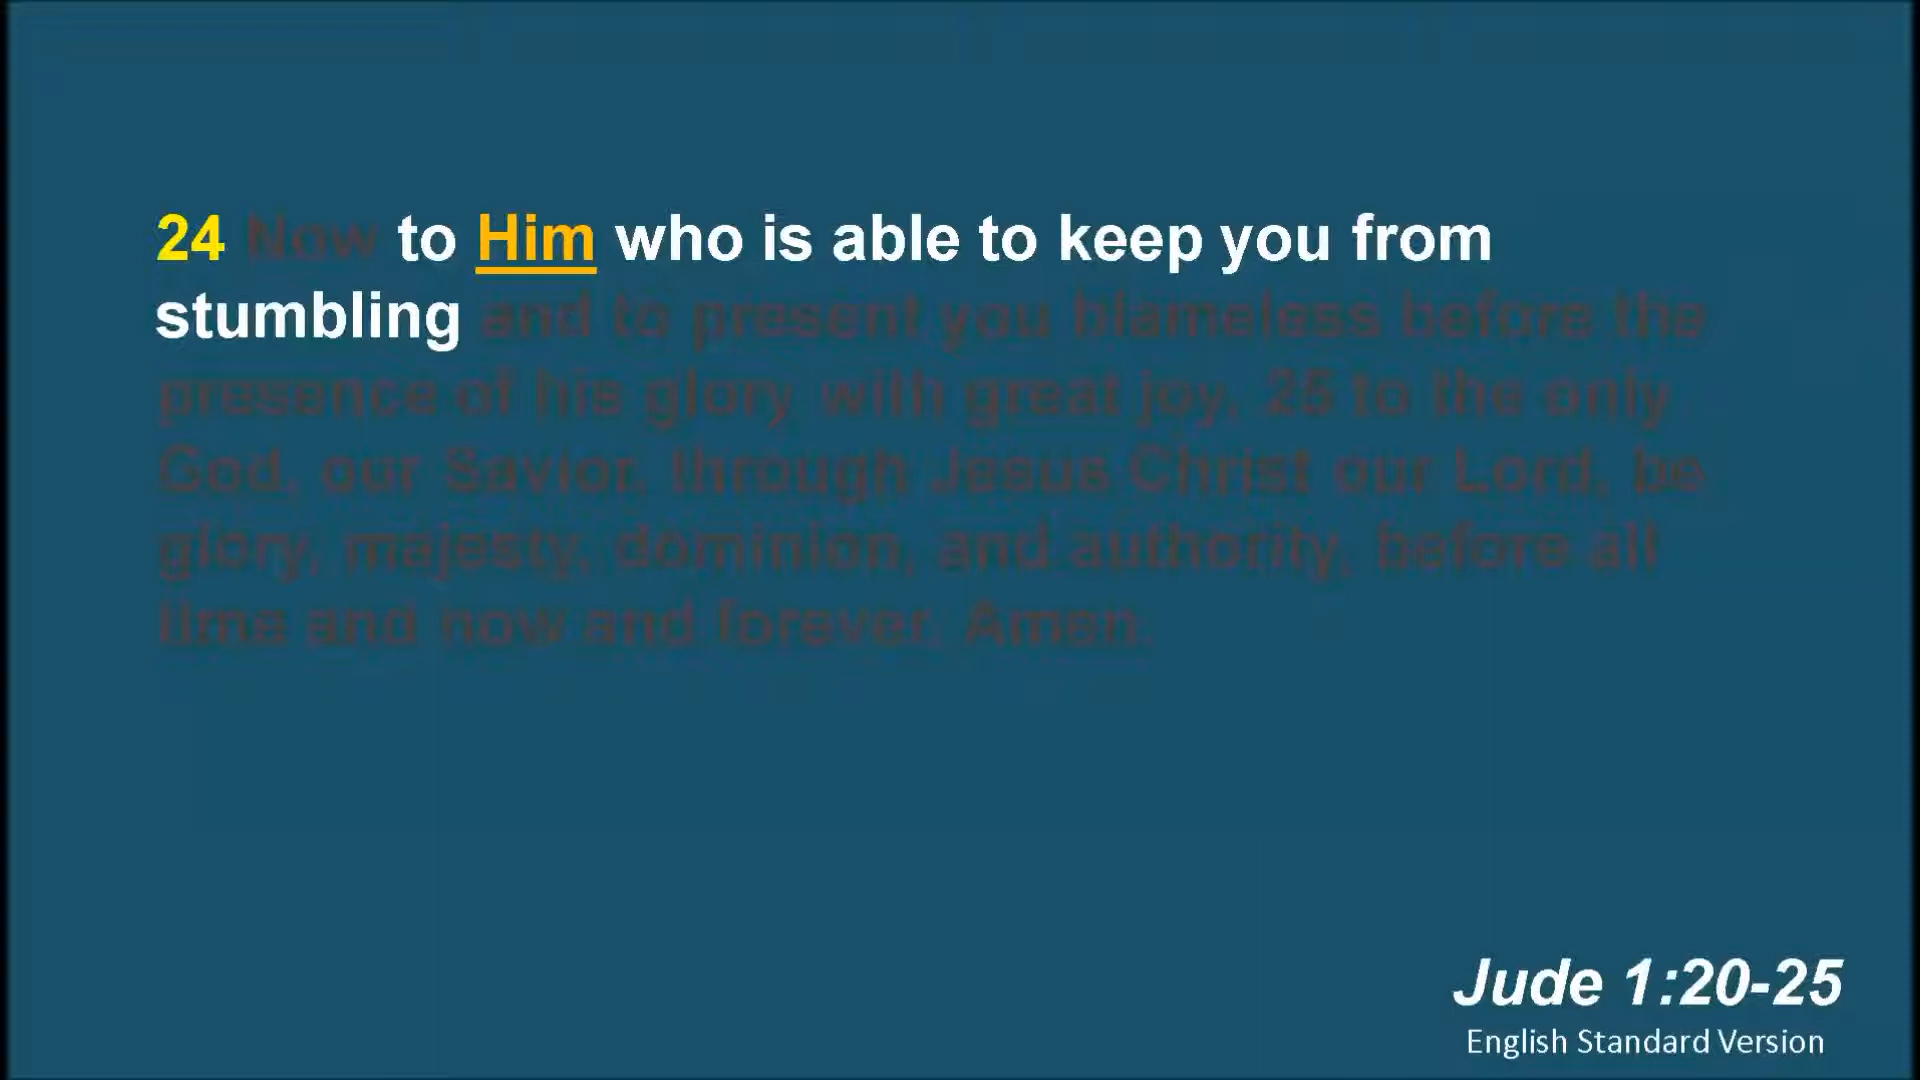 24 Now to Him who is able to keep you from
stumbling and to present you blameless before the
presence of his glory with great joy, 25 to the only
God, our Savior, through Jesus Christ our Lord, be
glory, majesty, dominion, and authority, before all
time and now and forever. Amen.
Jude 1:20-25
English Standard Version